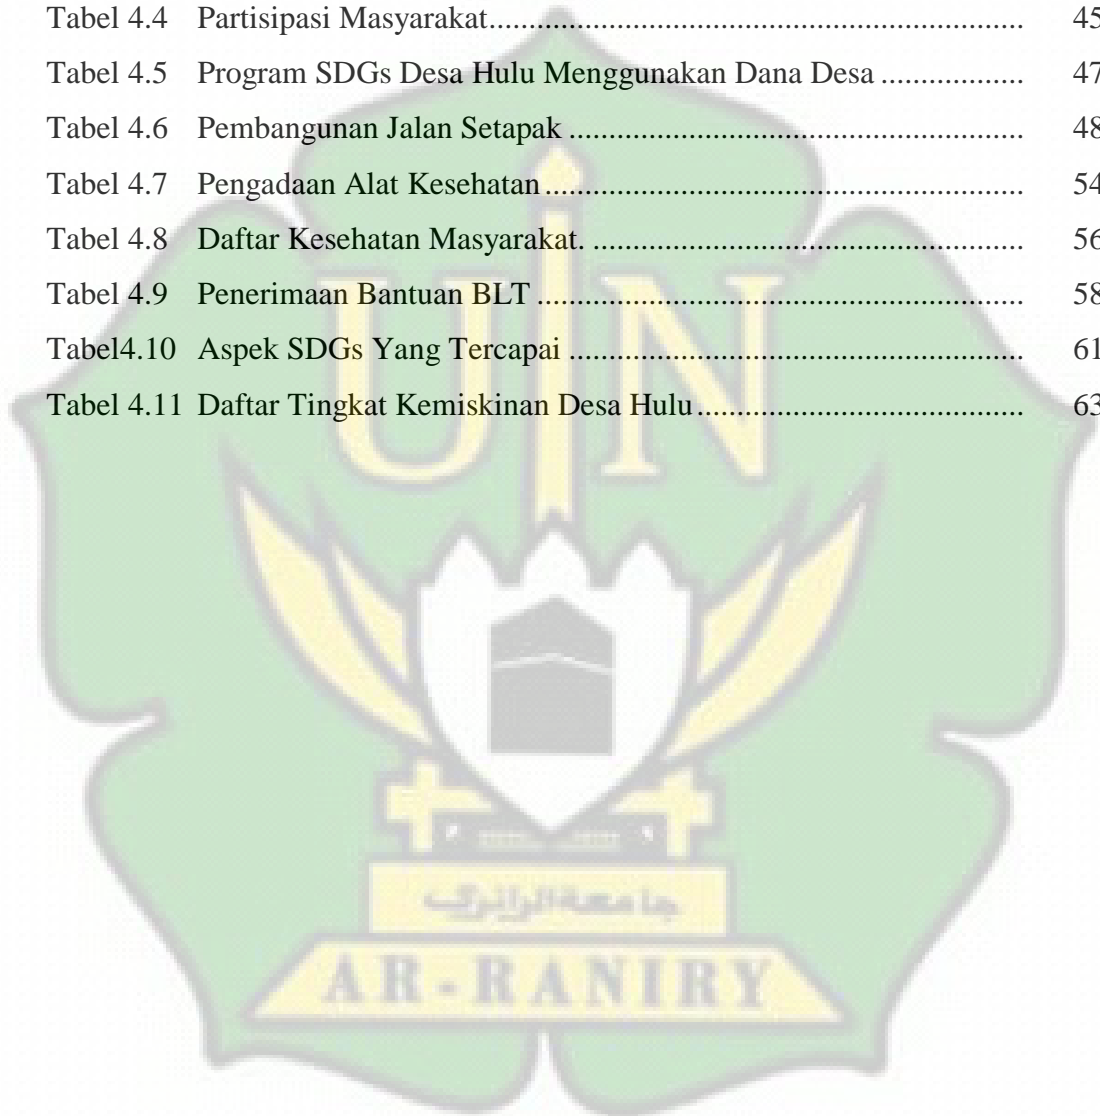 Tabel 4.4 Partisipasi Masyarakat.................................................................................. 45
Tabel 4.5 Program SDGs Desa Hulu Menggunakan Dana Desa .................... 47
Tabel 4.6 Pembangunan Jalan Setapak ................................................................ 48
Tabel 4.7 Pengadaan Alat Kesehatan .................................................................... 54
Tabel 4.8 Daftar Kesehatan Masyarakat. ............................................................. 56
Tabel 4.9 Penerimaan Bantuan BLT ...................................................................... 58
Tabel4.10 Aspek SDGs Yang Tercapai ................................................................ 61
Tabel 4.11 Daftar Tingkat Kemiskinan Desa Hulu .............................................. 63
UIN
جامعة الرانري
AR-RANIRY